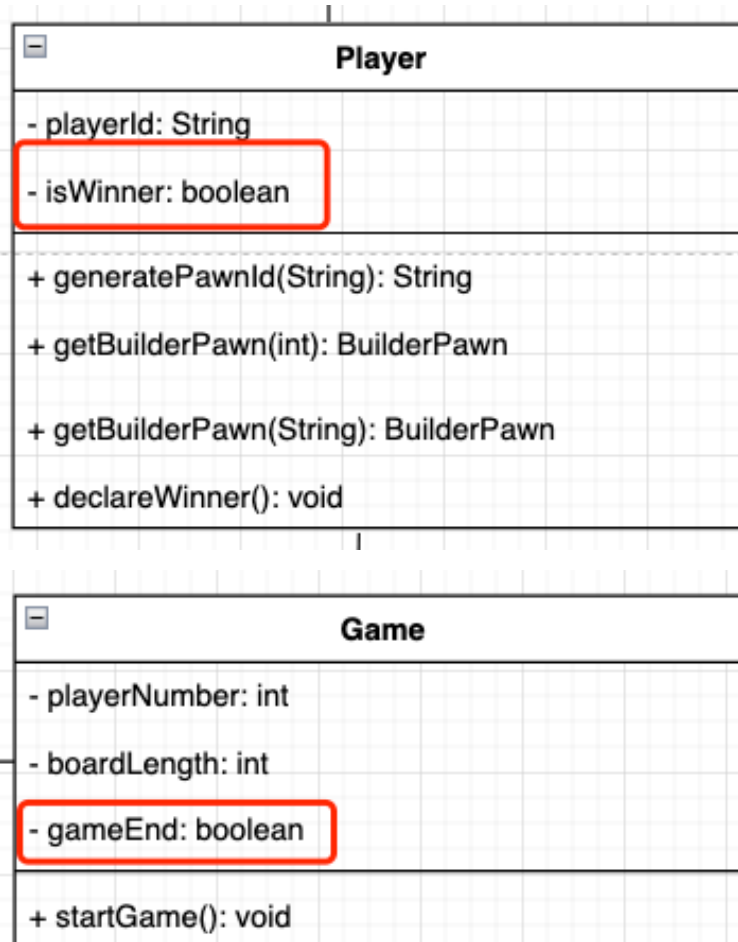 Player
- playerId: String
- isWinner: boolean
+ generatePawnId(String): String
+ getBuilderPawn(int): BuilderPawn
+ getBuilderPawn(String): BuilderPawn
+ declareWinner(): void
Game
- playerNumber: int
- boardLength: int
- gameEnd: boolean
+ startGame(): void